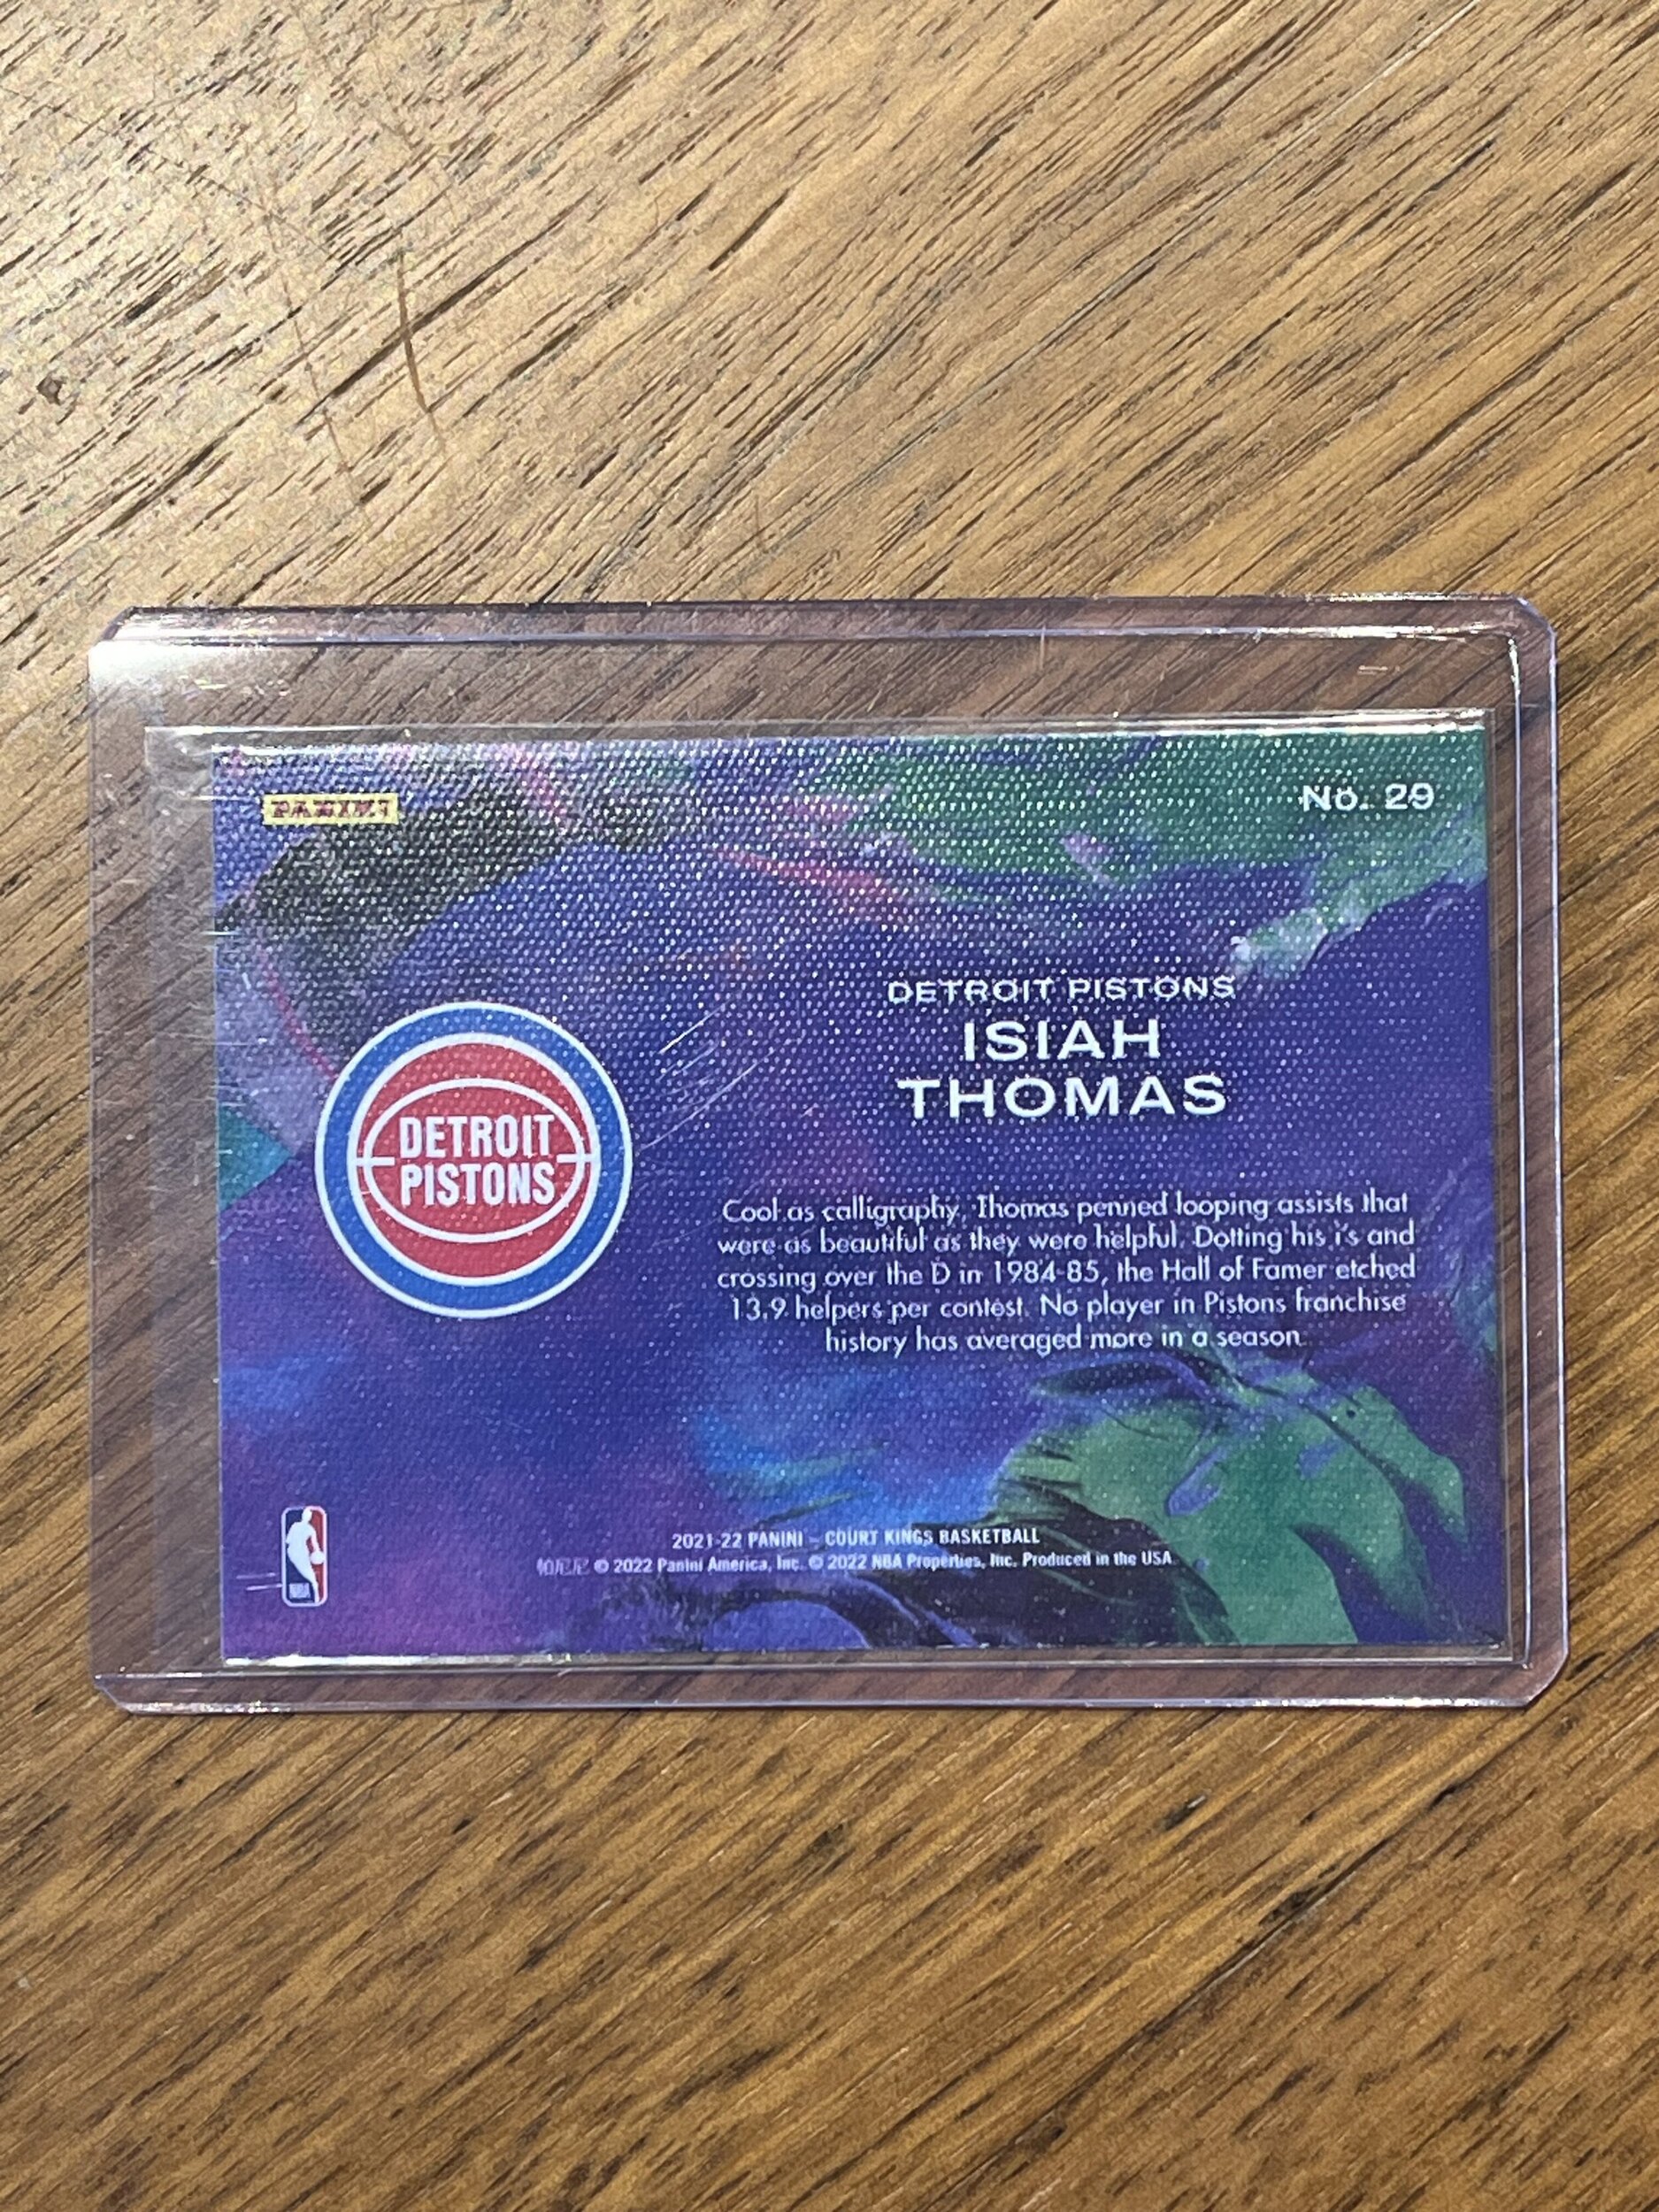 PANINI
No. 29
DETROIT PISTONS
ISIAH
THOMAS
DETROIT
PISTONS
Cool as calligraphy, Thomas penned looping assists that
were as beautiful as they were helpful. Dotting his i's and
crossing over the D in 1984-85, the Hall of Famer etched
13.9 helpers per contest. No player in Pistons franchise
history has averaged more in a season.
2021-22 PANINI – COURT KINGS BASKETBALL
帕尼尼 © 2022 Panini America, Inc. © 2022 NBA Properties, Inc. Produced in the USA
NBA